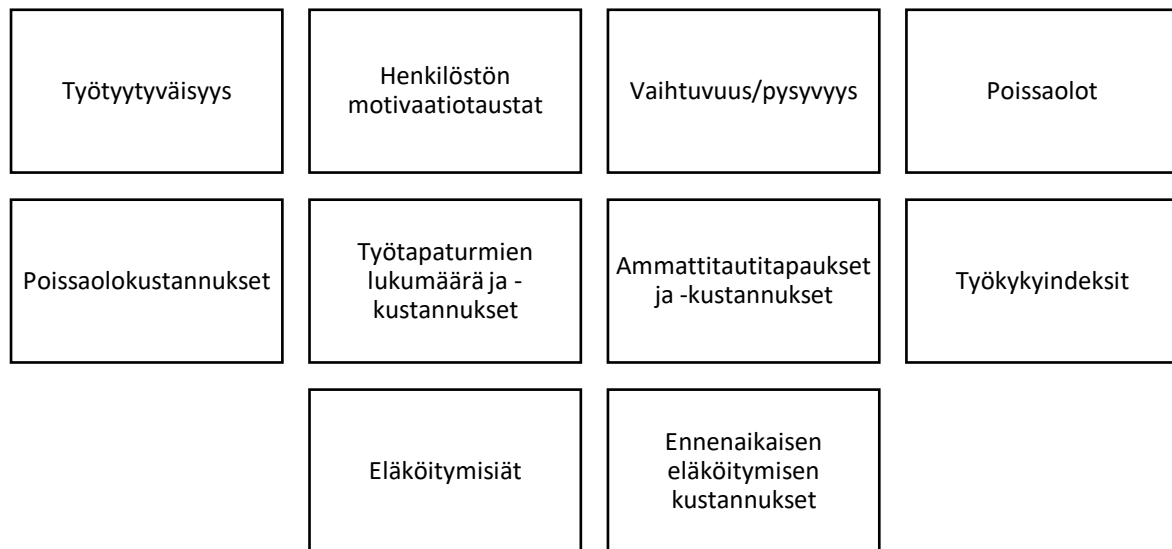 Työtyytyväisyys
Henkilöstön
motivaatiotaustat
Vaihtuvuus/pysyvyys
Poissaolot
Poissaolokustannukset
Työtapaturmien
lukumäärä ja -
kustannukset
Ammattitautitapaukset
ja -kustannukset
Työkykyindeksit
Eläköitymisiät
Ennenaikaisen
eläköitymisen
kustannukset